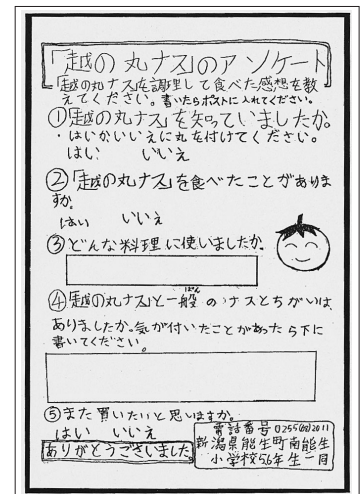 「越の丸ナス」のアンケート
「越の丸ナス」を調理して食べた感想を教
えてください。書いたらポストに入れてください。
①「越の丸ナス」を知っていましたか。
・はいかいいえに丸を付けてください。
はい いいえ
②「越の丸ナス」を食べたことがありま
すか。
はい いいえ
③どんな料理に使いましたか。
④「越の丸ナス」と一般のナスとちがいは、
ぱん
ありましたか。気が付いたことがあったら下に
書いてください。
⑤また買いたいと思いますか。
はい いいえ
ありがとうございました
電話番号 0255(62)2011
新潟県能生町南能生
小学校5,6年生一同